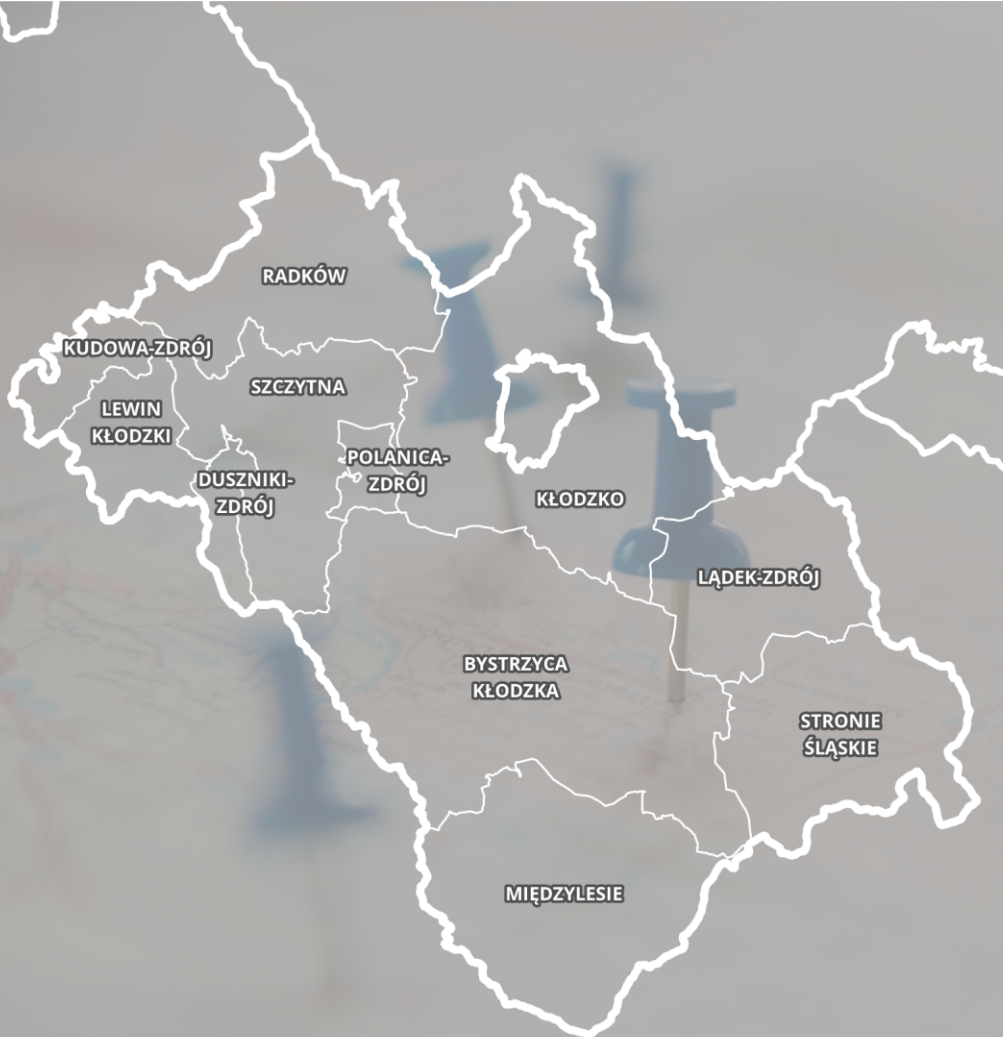 RADKÓW
KUDOWA-ZDRÓJ
SZCZYTNA
LEWIN
KŁODZKI
POLANICA-
ZDRÓJ
DUSZNIKI-
ZDRÓJ
KŁODZKO
LĄDEK-ZDRÓJ
BYSTRZYCA
KŁODZKA
STRONIE
ŚLĄSKIE
MIĘDZYLESIE